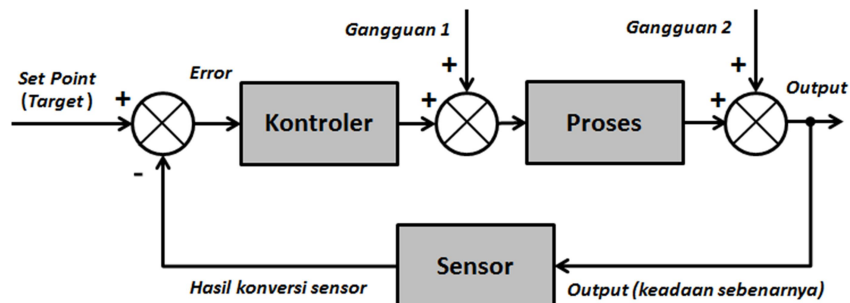 Gangguan 1
Gangguan 2
Set Point
(Target)
+
Error
+
+
+
+
Output
Kontroler
Proses
-
Sensor
Hasil konversi sensor
Output (keadaan sebenarnya)